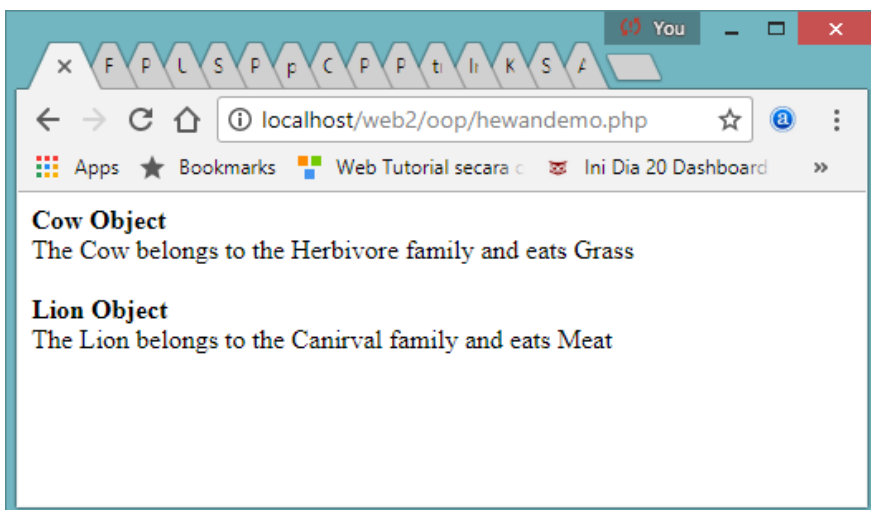 You
F P L S P p C P P ti In K S A
localhost/web2/oop/hewandemo.php
Apps Bookmarks Web Tutorial secara Ini Dia 20 Dashboard »
Cow Object
The Cow belongs to the Herbivore family and eats Grass
Lion Object
The Lion belongs to the Canirval family and eats Meat